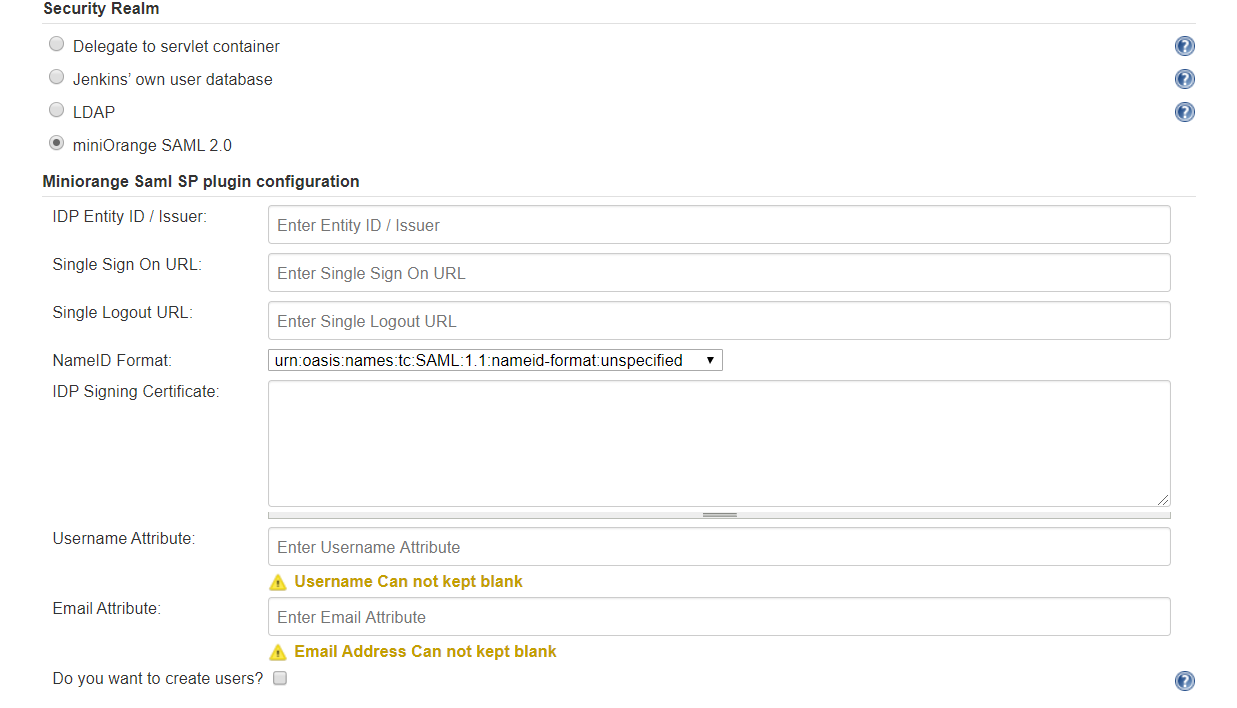 Security Realm
Delegate to servlet container
Jenkins’ own user database
LDAP
miniOrange SAML 2.0
Miniorange Saml SP plugin configuration
IDP Entity ID / Issuer:
Enter Entity ID / Issuer
Single Sign On URL:
Enter Single Sign On URL
Single Logout URL:
Enter Single Logout URL
NameID Format:
urn:oasis:names:tc:SAML:1.1:nameid-format:unspecified
IDP Signing Certificate:
Username Attribute:
Enter Username Attribute
Username Can not kept blank
Email Attribute:
Enter Email Attribute
Email Address Can not kept blank
Do you want to create users?